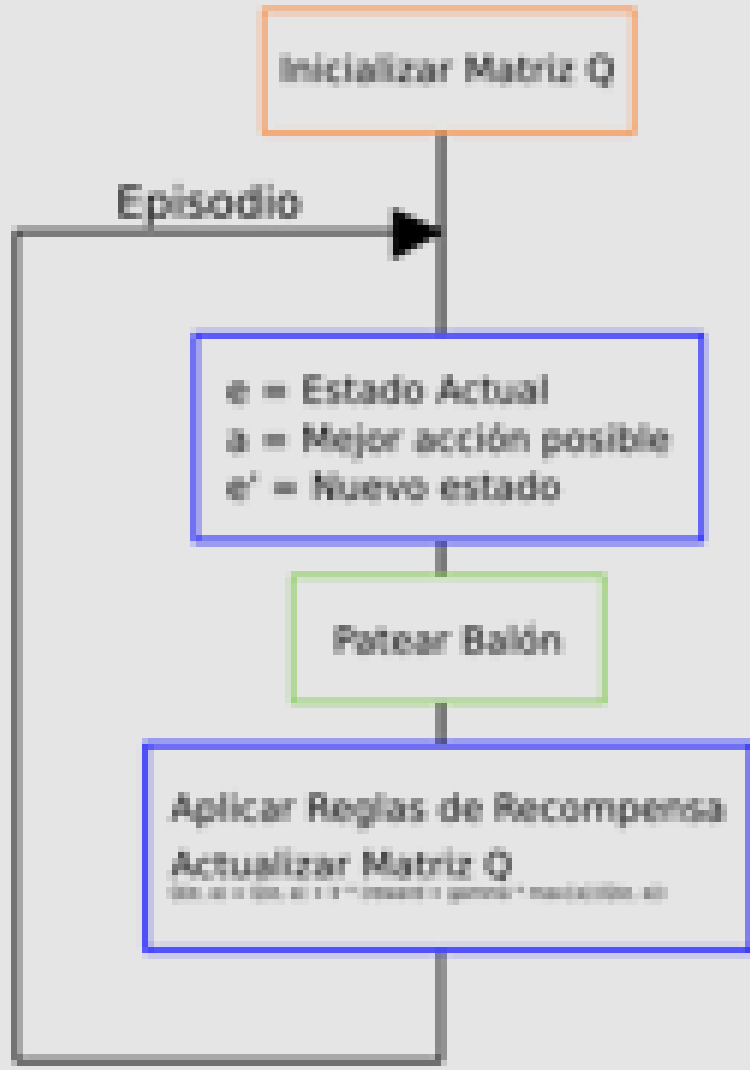 Inicializar Matriz Q
Episodio
e = Estado Actual
a = Mejor acción posible
e' = Nuevo estado
Patear Balón
Aplicar Reglas de Recompensa
Actualizar Matriz Q